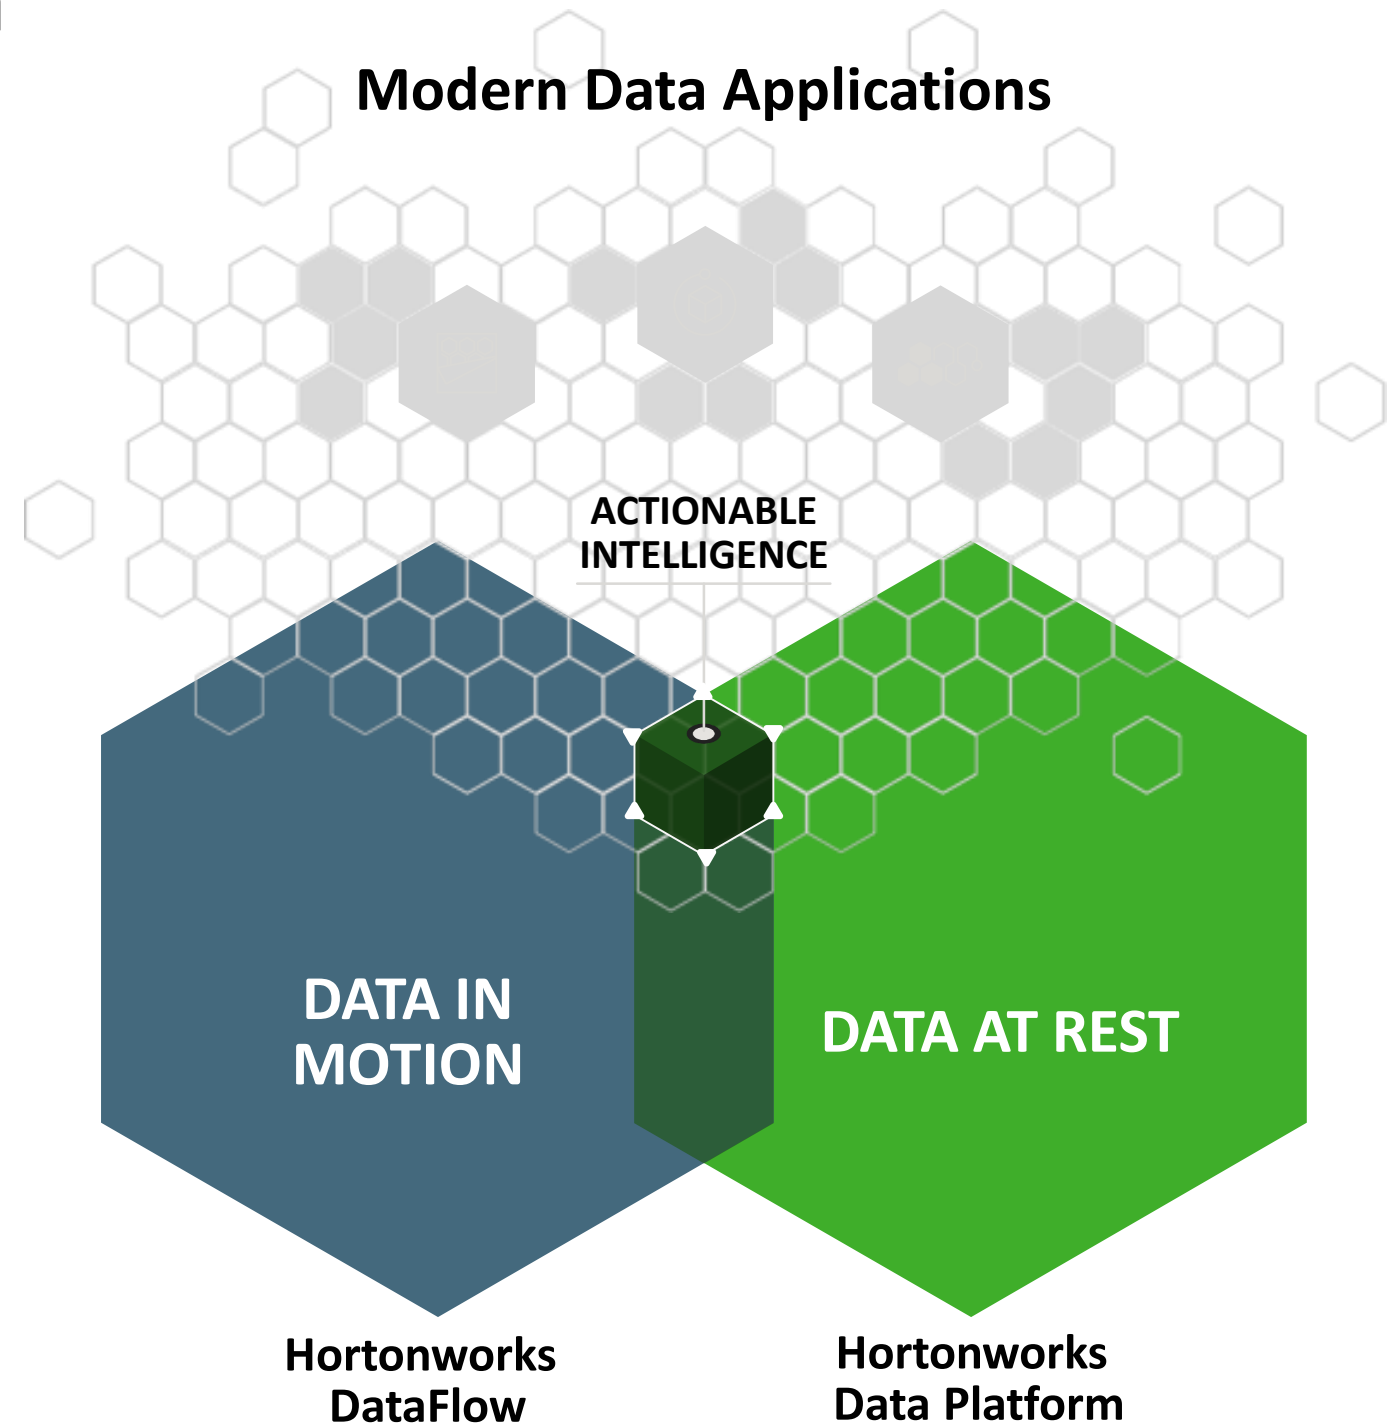 Modern Data Applications
ACTIONABLE
INTELLIGENCE
DATA IN
MOTION
DATA AT REST
Hortonworks
DataFlow
Hortonworks
Data Platform